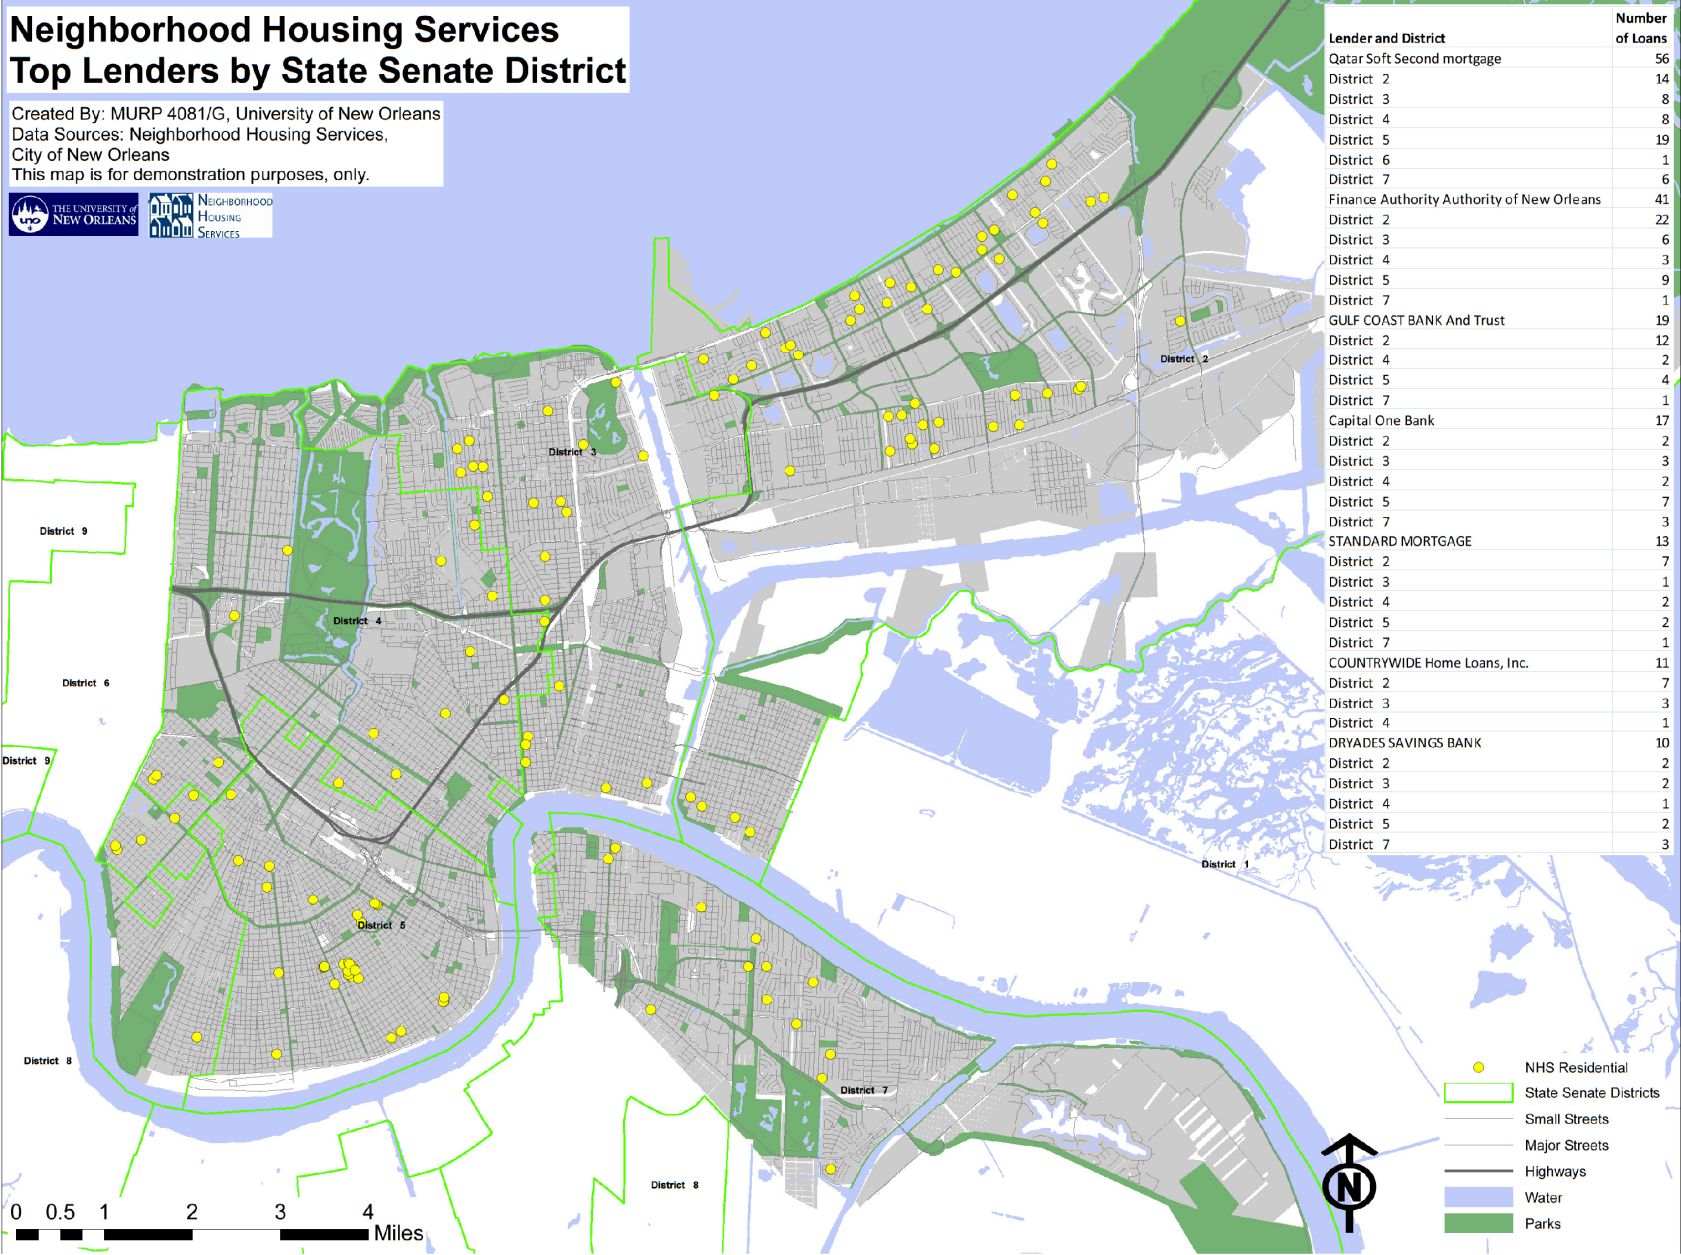 Neighborhood Housing Services
Top Lenders by State Senate District
Created By: MURP 4081/G, University of New Orleans
Data Sources: Neighborhood Housing Services,
City of New Orleans
This map is for demonstration purposes, only.
uno
THE UNIVERSITY of
NEW ORLEANS
NEIGHBORHOOD
HOUSING
SERVICES
Lender and District Number of Loans
Qatar Soft Second mortgage 56
District 2 14
District 3 8
District 4 8
District 5 19
District 6 1
District 7 6
Finance Authority Authority of New Orleans 41
District 2 22
District 3 6
District 4 3
District 5 9
District 7 1
GULF COAST BANK And Trust 19
District 2 12
District 4 2
District 5 4
District 7 1
Capital One Bank 17
District 2 2
District 3 3
District 4 2
District 5 7
District 7 3
STANDARD MORTGAGE 13
District 2 7
District 3 1
District 4 2
District 5 2
District 7 1
COUNTRYWIDE Home Loans, Inc. 11
District 2 7
District 3 3
District 4 1
DRYADES SAVINGS BANK 10
District 2 2
District 3 2
District 4 1
District 5 2
District 7 3
District 2
District 3
District 9
District 4
District 6
District 9
District 1
District 5
District 8
District 7
District 8
NHS Residential
State Senate Districts
Small Streets
Major Streets
Highways
Water
Parks
N
0 0.5 1 2 3 4
Miles